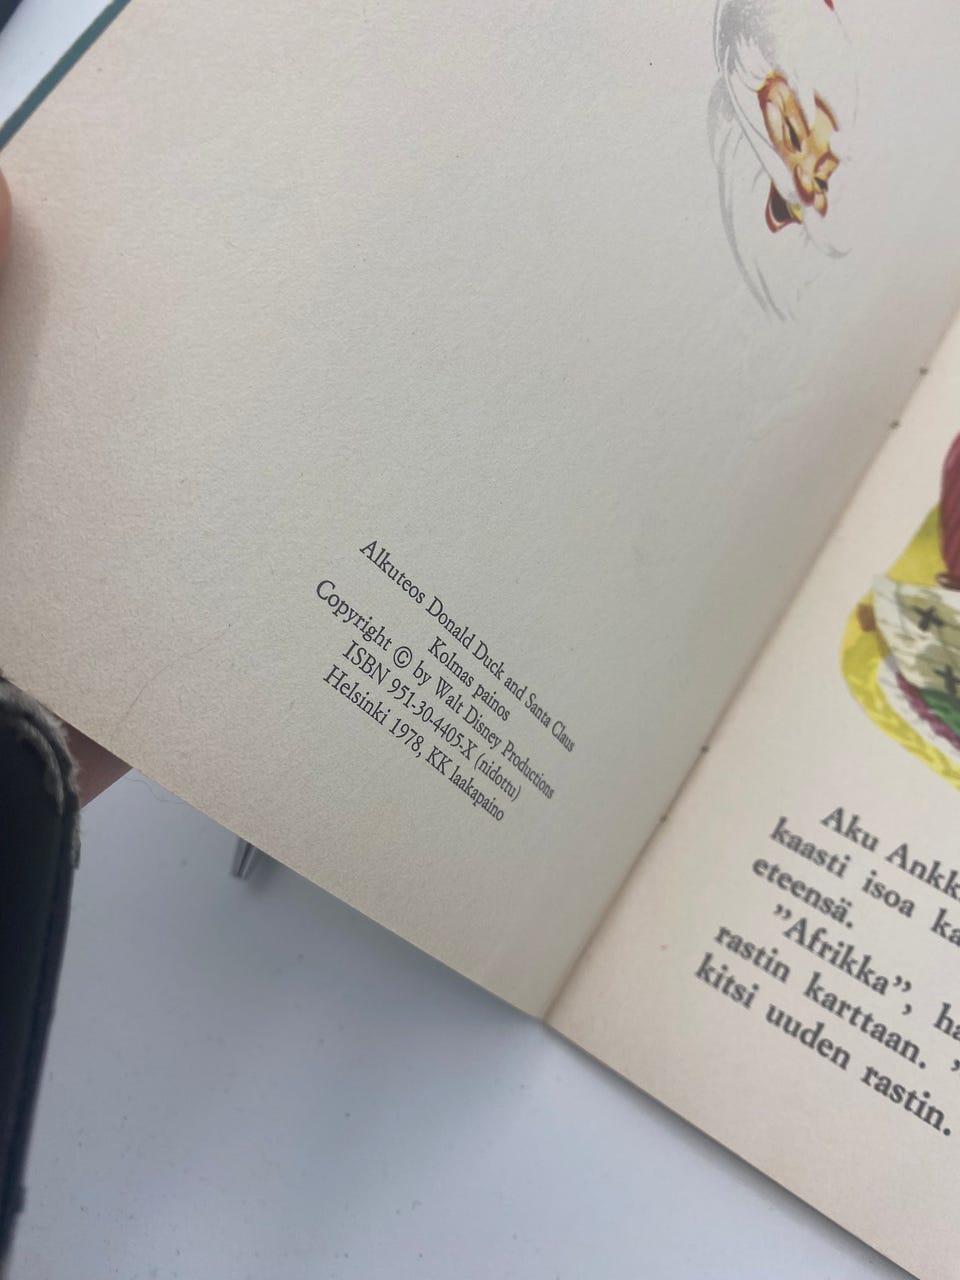 Alkuteos Donald Duck and Santa Claus
Kolmas painos
Copyright © by Walt Disney Productions
ISBN 951-30-4405-X (nidottu)
Helsinki 1978, KK laakapaino
Aku Ankk
kaasti isoa ka
eteensä.
”Afrikka”, ha
rastin karttaan. ”
kitsi uuden rastin.